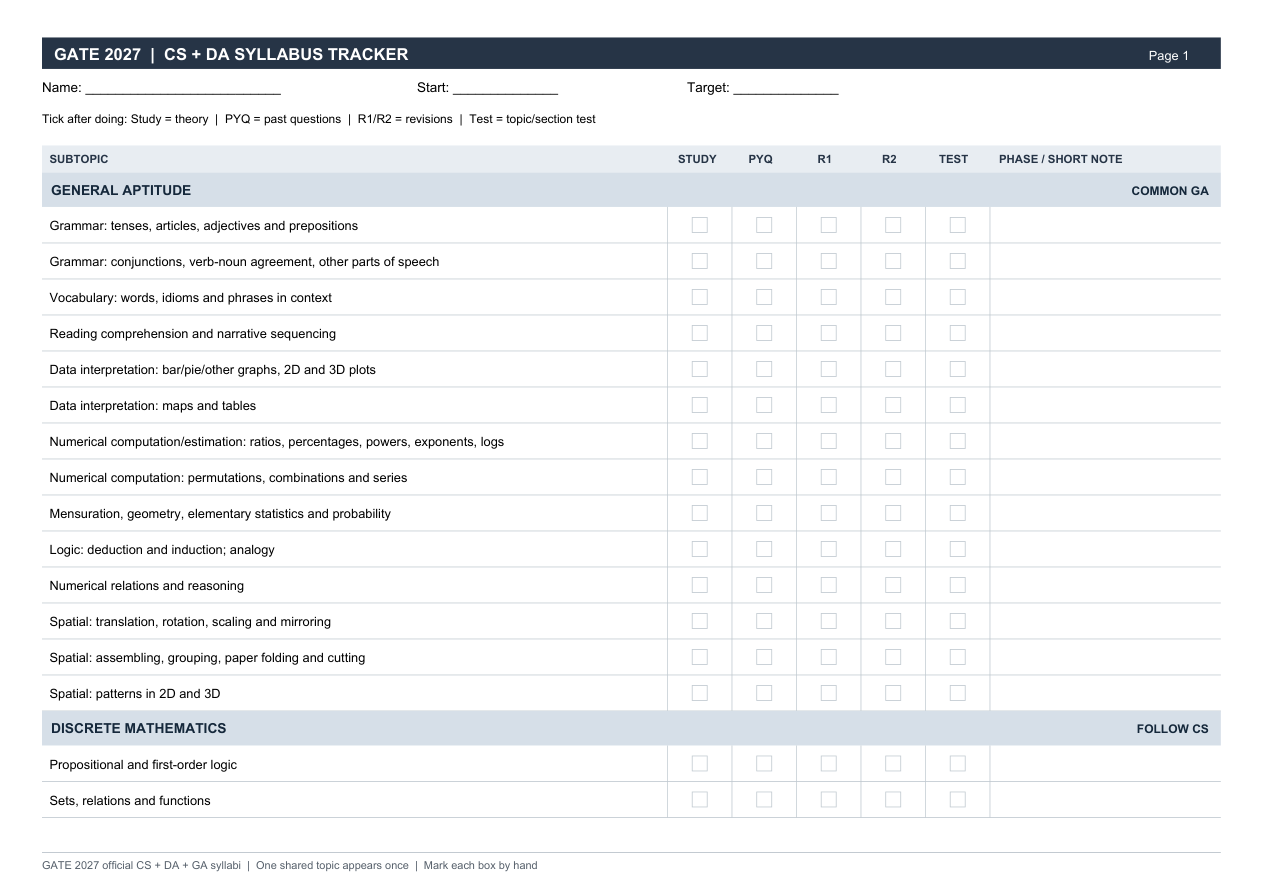 GATE 2027 | CS + DA SYLLABUS TRACKER Page 1
Name: __________________________ Start: ______________ Target: ______________
Tick after doing: Study = theory | PYQ = past questions | R1/R2 = revisions | Test = topic/section test
SUBTOPIC STUDY PYQ R1 R2 TEST PHASE / SHORT NOTE
GENERAL APTITUDE COMMON GA
Grammar: tenses, articles, adjectives and prepositions
Grammar: conjunctions, verb-noun agreement, other parts of speech
Vocabulary: words, idioms and phrases in context
Reading comprehension and narrative sequencing
Data interpretation: bar/pie/other graphs, 2D and 3D plots
Data interpretation: maps and tables
Numerical computation/estimation: ratios, percentages, powers, exponents, logs
Numerical computation: permutations, combinations and series
Mensuration, geometry, elementary statistics and probability
Logic: deduction and induction; analogy
Numerical relations and reasoning
Spatial: translation, rotation, scaling and mirroring
Spatial: assembling, grouping, paper folding and cutting
Spatial: patterns in 2D and 3D
DISCRETE MATHEMATICS FOLLOW CS
Propositional and first-order logic
Sets, relations and functions
GATE 2027 official CS + DA + GA syllabi | One shared topic appears once | Mark each box by hand